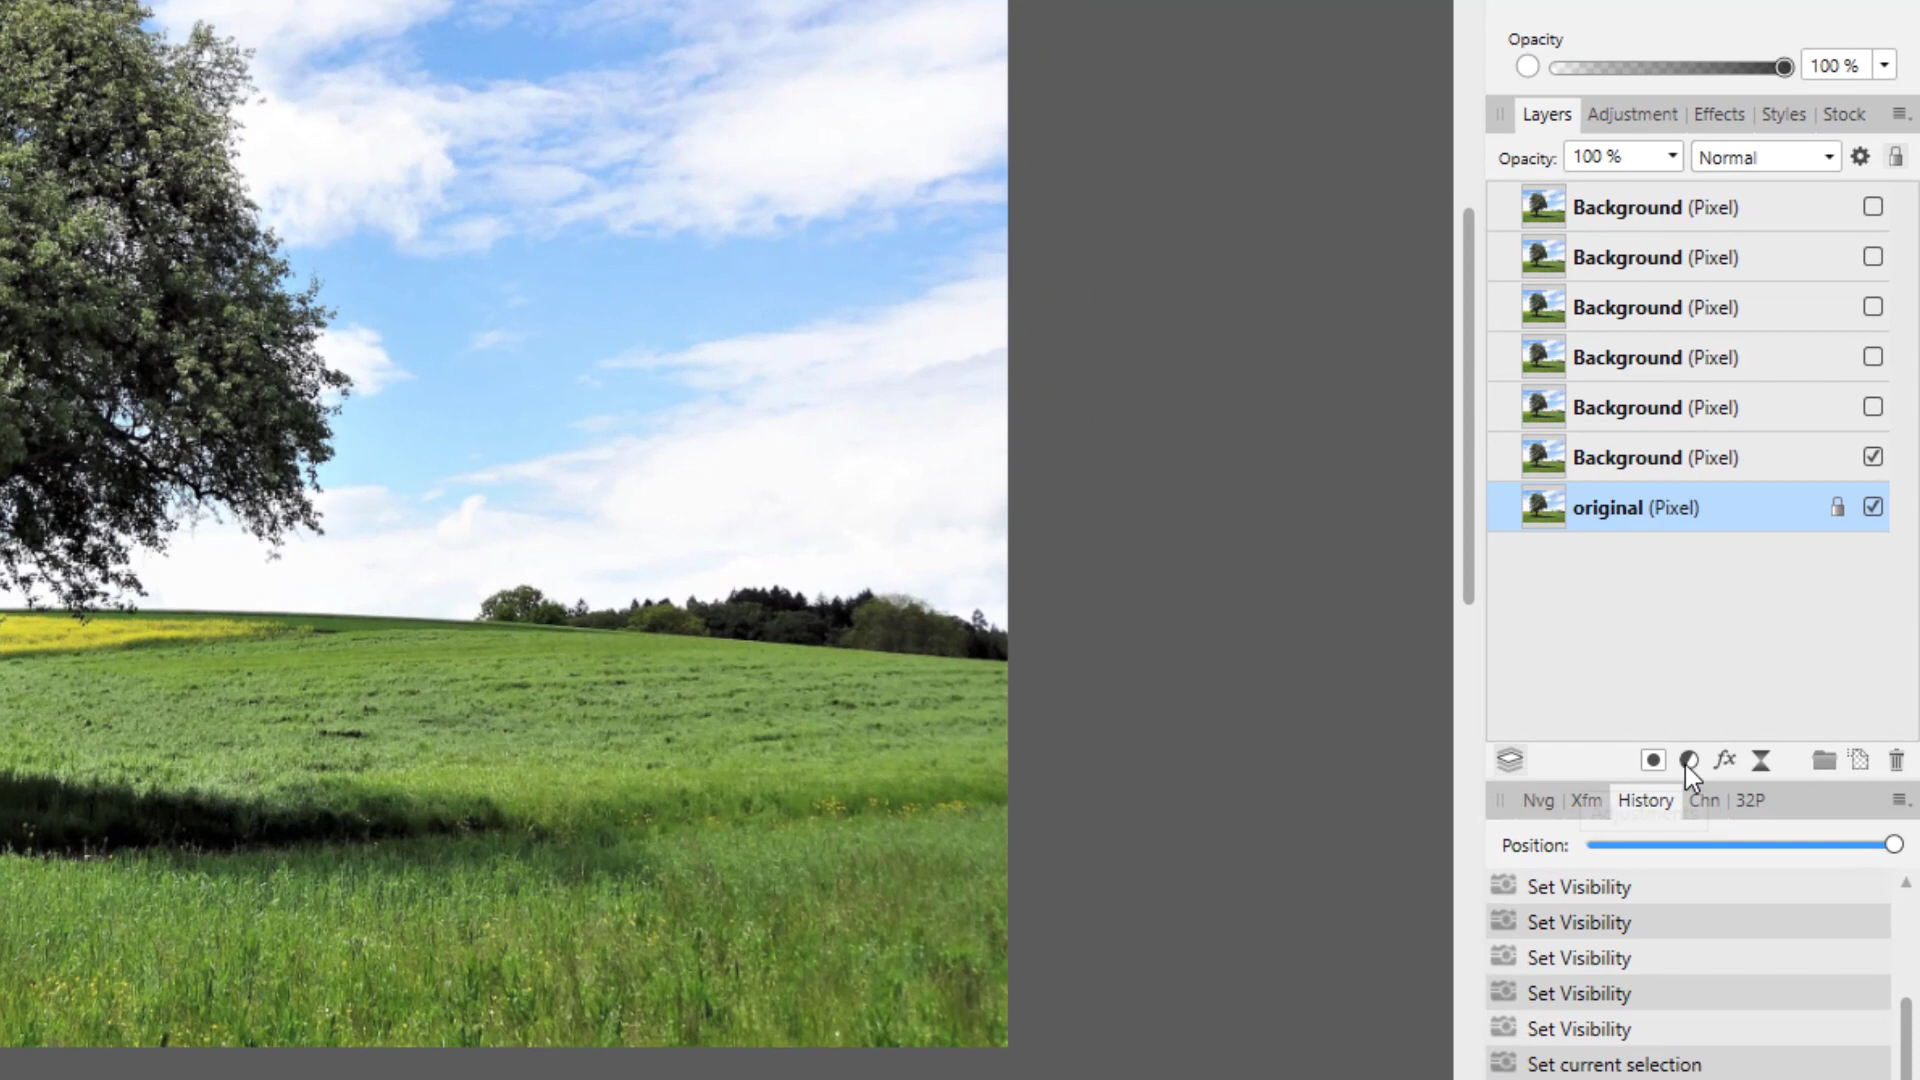 Opacity
100 %
Layers Adjustment Effects Styles Stock
Opacity: 100 % Normal
Background (Pixel)
Background (Pixel)
Background (Pixel)
Background (Pixel)
Background (Pixel)
Background (Pixel)
original (Pixel)
fx
Nvg Xfm History Chn 32P
Adjustments
Position:
Set Visibility
Set Visibility
Set Visibility
Set Visibility
Set Visibility
Set current selection